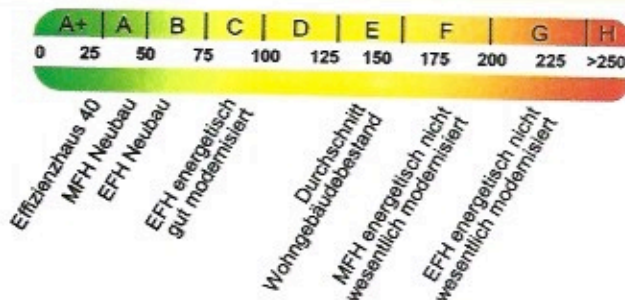 A+ A B C D E F G H
0 25 50 75 100 125 150 175 200 225 >250
Effizienzhaus 40
MFH Neubau
EFH Neubau
EFH energetisch
gut modernisiert
Durchschnitt
Wohngebäudebestand
MFH energetisch nicht
wesentlich modernisiert
EFH energetisch nicht
wesentlich modernisiert